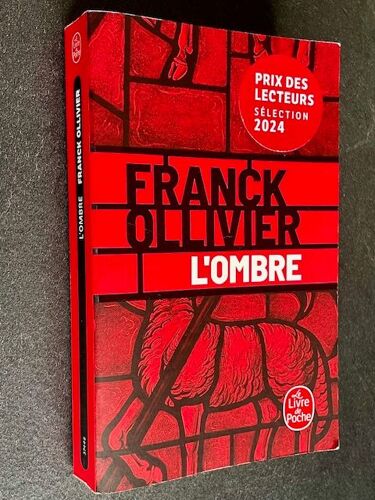 PRIX DES
LECTEURS
SÉLECTION
2024
FRANCK
OLLIVIER
L'OMBRE
Le
Livre
de
Poche
L'OMBRE FRANCK OLLIVIER